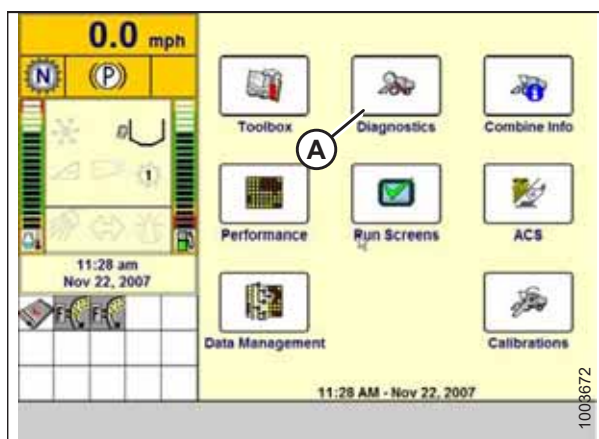 0.0 mph
N
(P)
1
11:28 am
Nov 22, 2007
F=
F=
Toolbox
Diagnostics
Combine Info
A
Performance
Run Screens
ACS
Data Management
Calibrations
11:28 AM - Nov 22, 2007
1003672